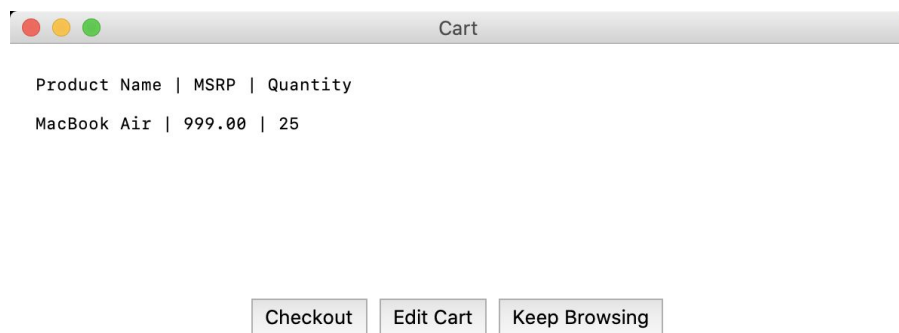 Cart
Product Name | MSRP | Quantity
MacBook Air | 999.00 | 25
Checkout Edit Cart Keep Browsing